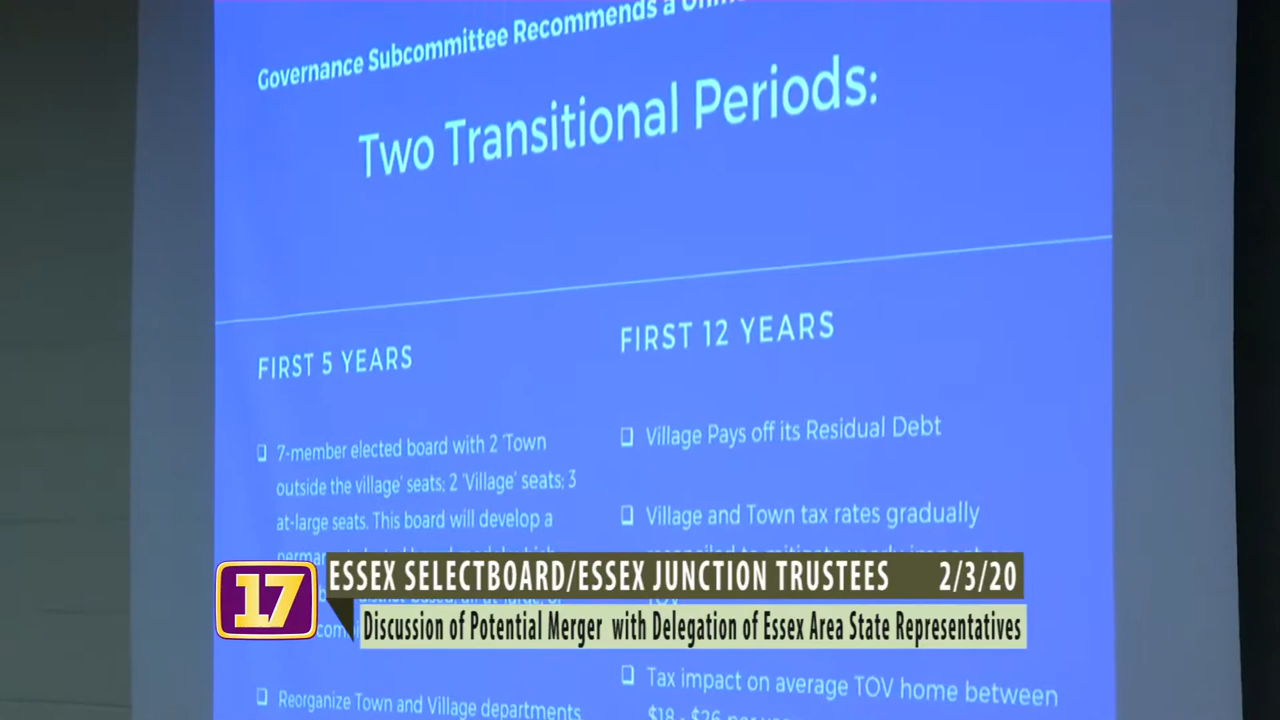 Governance Subcommittee Recommends a
Two Transitional Periods:
FIRST 5 YEARS
7-member elected board with 2 'Town
outside the village' seats; 2 'Village' seats; 3
at-large seats. This board will develop a
Reorganize Town and Village departments
FIRST 12 YEARS
Village Pays off its Residual Debt
Village and Town tax rates gradually
Tax impact on average TOV home between
$18 - $26
17
ESSEX SELECTBOARD/ESSEX JUNCTION TRUSTEES 2/3/20
Discussion of Potential Merger with Delegation of Essex Area State Representatives